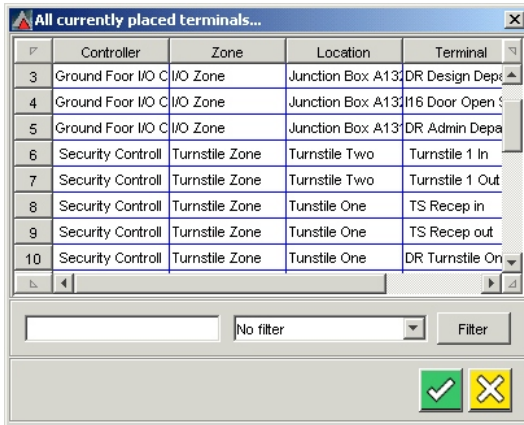 All currently placed terminals...
Controller Zone Location Terminal
3 Ground Foor I/O C I/O Zone Junction Box A132 DR Design Depa
4 Ground Foor I/O C I/O Zone Junction Box A132 I16 Door Open S
5 Ground Foor I/O C I/O Zone Junction Box A131 DR Admin Depa
6 Security Controll Turnstile Zone Turnstile Two Turnstile 1 In
7 Security Controll Turnstile Zone Turnstile Two Turnstile 1 Out
8 Security Controll Turnstile Zone Tunstile One TS Recep in
9 Security Controll Turnstile Zone Tunstile One TS Recep out
10 Security Controll Turnstile Zone Tunstile One DR Turnstile On
No filter Filter